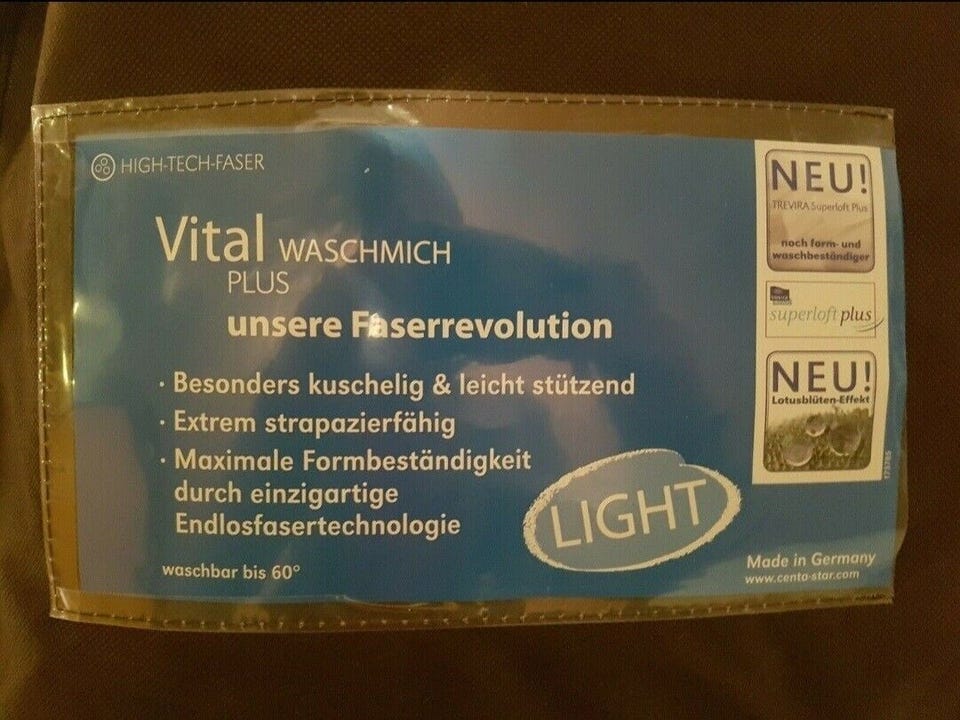 HIGH-TECH-FASER
Vital WASCHMICH
PLUS
unsere Faserrevolution
· Besonders kuschelig & leicht stützend
· Extrem strapazierfähig
· Maximale Formbeständigkeit
durch einzigartige
Endlosfasertechnologie
waschbar bis 60°
LIGHT
NEU!
TREVIRA Superloft Plus
noch form- und
waschbeständiger
superloft plus
NEU!
Lotusblüten-Effekt
Made in Germany
www.centa-star.com